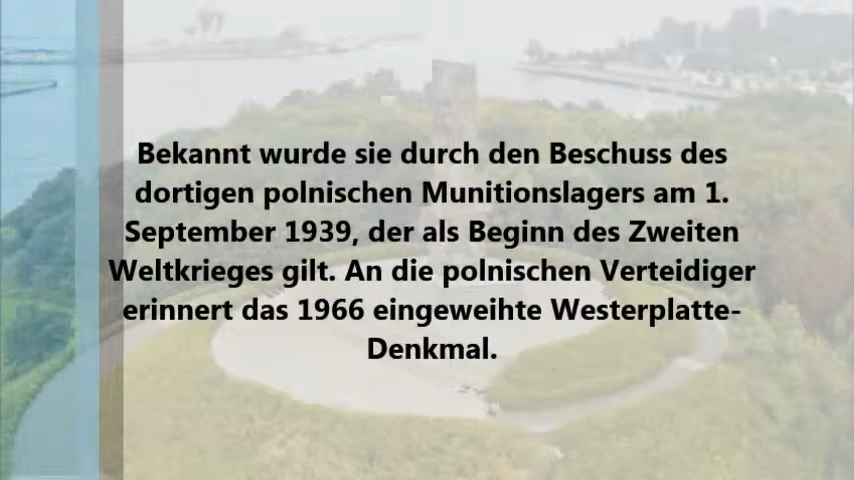 Bekannt wurde sie durch den Beschuss des
dortigen polnischen Munitionslagers am 1.
September 1939, der als Beginn des Zweiten
Weltkrieges gilt. An die polnischen Verteidiger
erinnert das 1966 eingeweihte Westerplatte-
Denkmal.